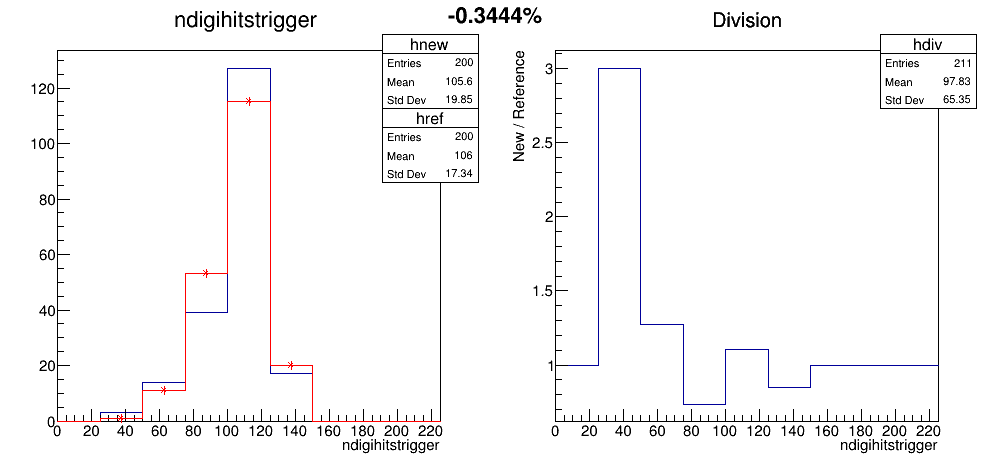 -0.3444%
ndigihitstrigger
hnew
Entries 200
Mean 105.6
Std Dev 19.85
href
Entries 200
Mean 106
Std Dev 17.34
120
100
80
60
40
20
0
0 20 40 60 80 100 120 140 160 180 200 220
ndigihitstrigger
Division
hdiv
Entries 211
Mean 97.83
Std Dev 65.35
New / Reference
3
2.5
2
1.5
1
0 20 40 60 80 100 120 140 160 180 200 220
ndigihitstrigger